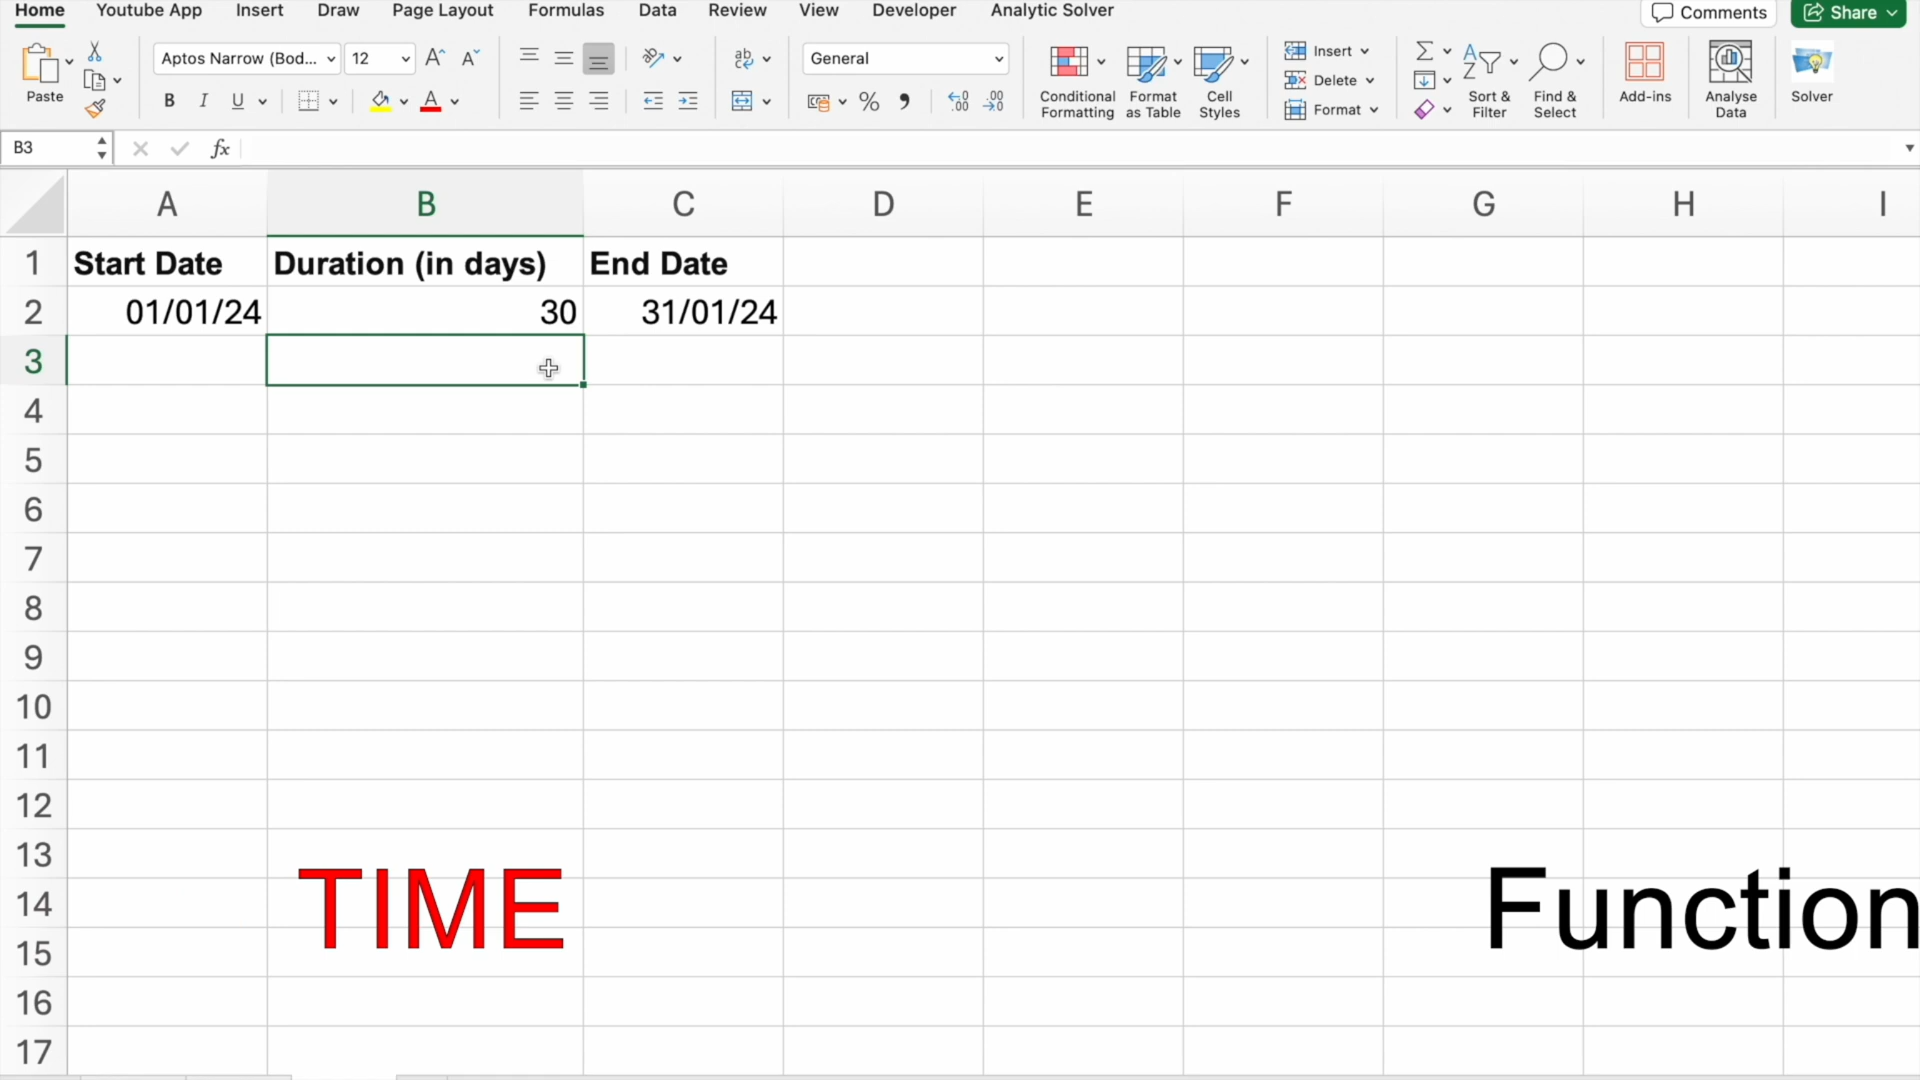 Home Youtube App Insert Draw Page Layout Formulas Data Review View Developer Analytic Solver Comments Share
Paste
Aptos Narrow (Bod... 12 A A
B I U A
ab
General
% , .00 .00
Conditional Formatting
Format as Table
Cell Styles
Insert
Delete
Format
Σ
A Z
Sort & Filter
Find & Select
Add-ins
Analyse Data
Solver
B3 fx
A B C D E F G H I
1 Start Date Duration (in days) End Date
2 01/01/24 30 31/01/24
3
4
5
6
7
8
9
10
11
12
13
14
15
16
17
TIME Function